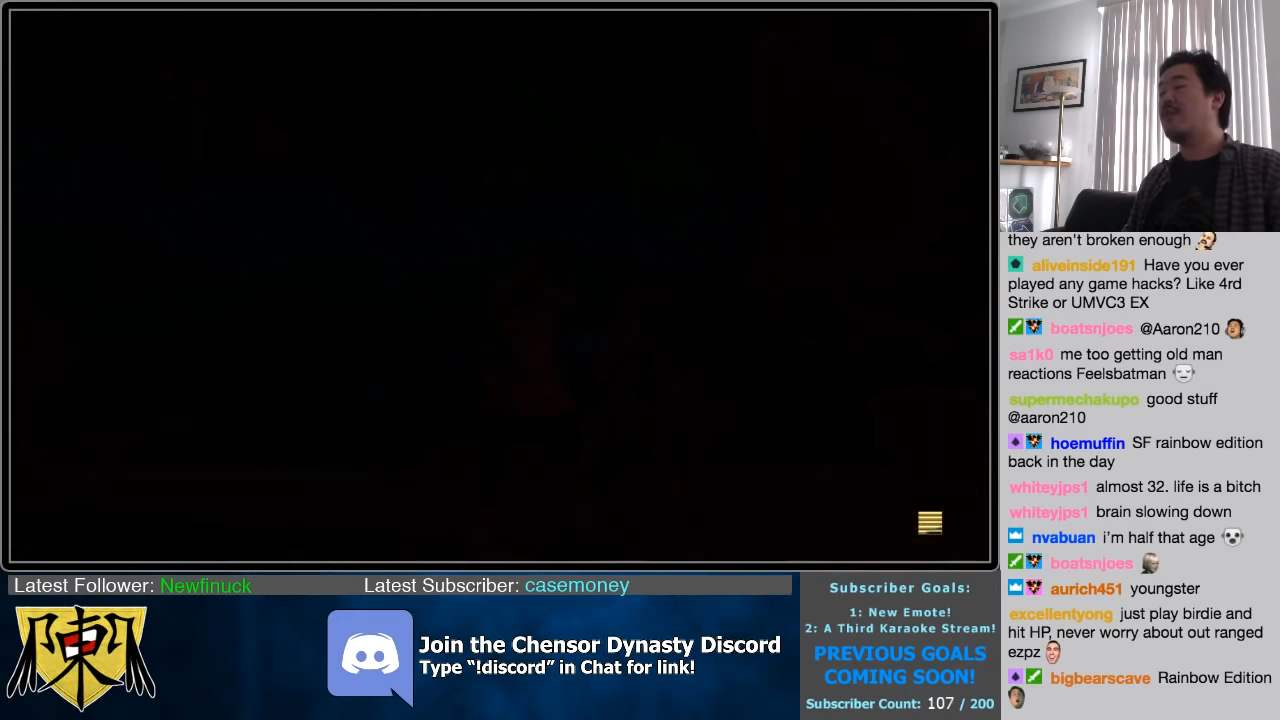 they aren't broken enough
aliveinside191 Have you ever
played any game hacks? Like 4rd
Strike or UMVC3 EX
boatsnjoes @Aaron210
sa1k0 me too getting old man
reactions Feelsbatman
supermechakupo good stuff
@aaron210
hoemuffin SF rainbow edition
back in the day
whiteyjps1 almost 32. life is a bitch
whiteyjps1 brain slowing down
nvabuan i'm half that age
boatsnjoes
aurich451 youngster
excellentyong just play birdie and
hit HP, never worry about out ranged
ezpz
bigbearscave Rainbow Edition
Latest Follower: Newfinuck
Latest Subscriber: casemoney
Join the Chensor Dynasty Discord
Type "!discord" in Chat for link!
Subscriber Goals:
1: New Emote!
2: A Third Karaoke Stream!
PREVIOUS GOALS
COMING SOON!
Subscriber Count: 107 / 200